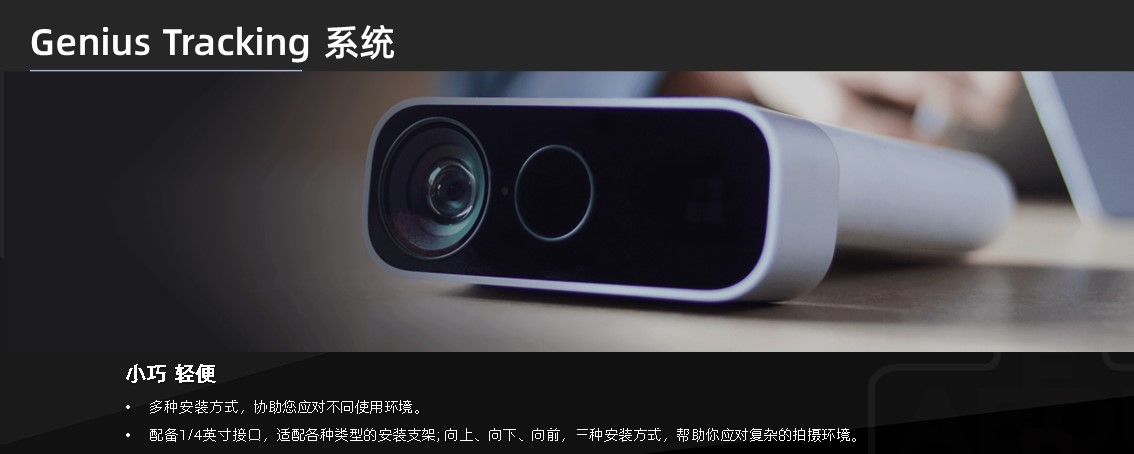 Genius Tracking 系统
小巧 轻便
• 多种安装方式，协助您应对不同使用环境。
• 配备1/4英寸接口，适配各种类型的安装支架；向上、向下、向前，三种安装方式，帮助你应对复杂的拍摄环境。